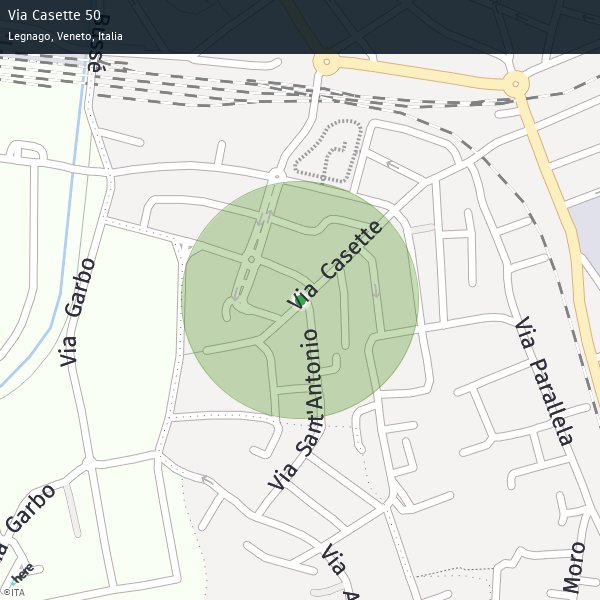 Via Casette 50
Legnago, Veneto, Italia
Bussé
Via Garbo
Via Casette
Via Sant'Antonio
Via Parallela
Garbo
Via
Moro
here
©ITA